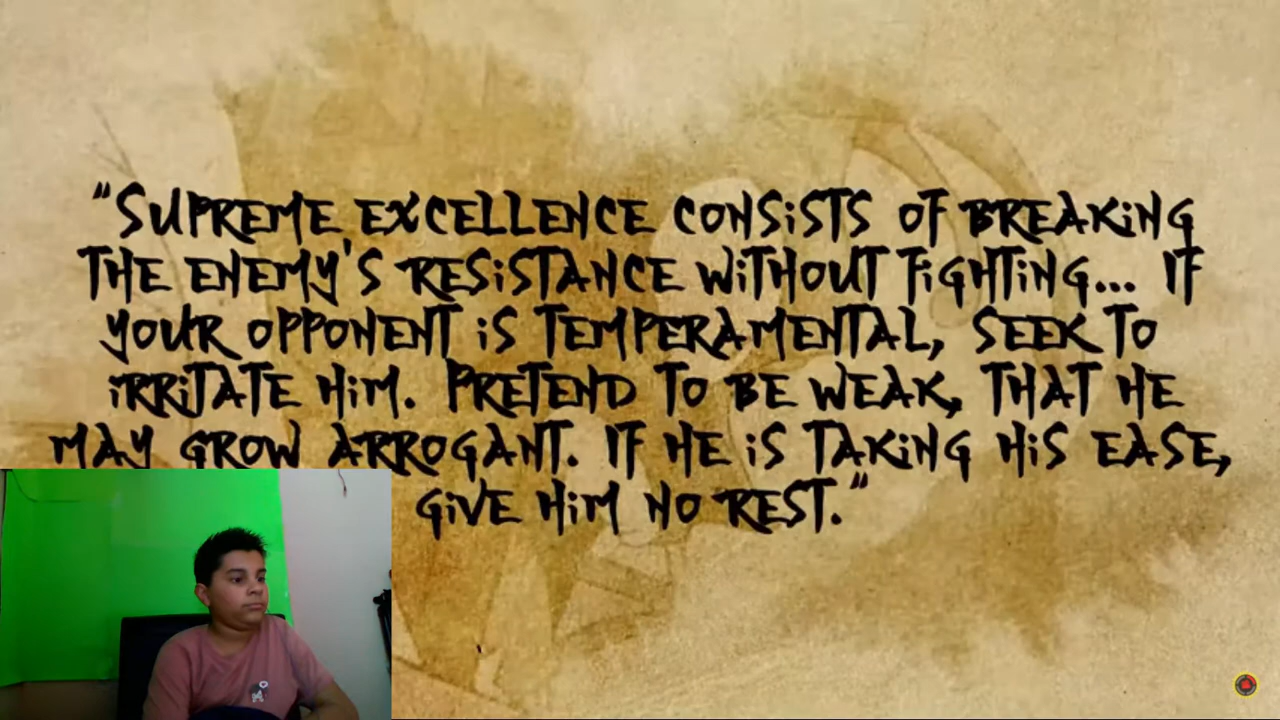 "SUPREME EXCELLENCE CONSISTS OF BREAKING
THE ENEMY'S RESISTANCE WITHOUT FIGHTING... IF
YOUR OPPONENT IS TEMPERAMENTAL, SEEK TO
IRRITATE HIM. PRETEND TO BE WEAK, THAT HE
MAY GROW ARROGANT. IF HE IS TAKING HIS EASE,
GIVE HIM NO REST."